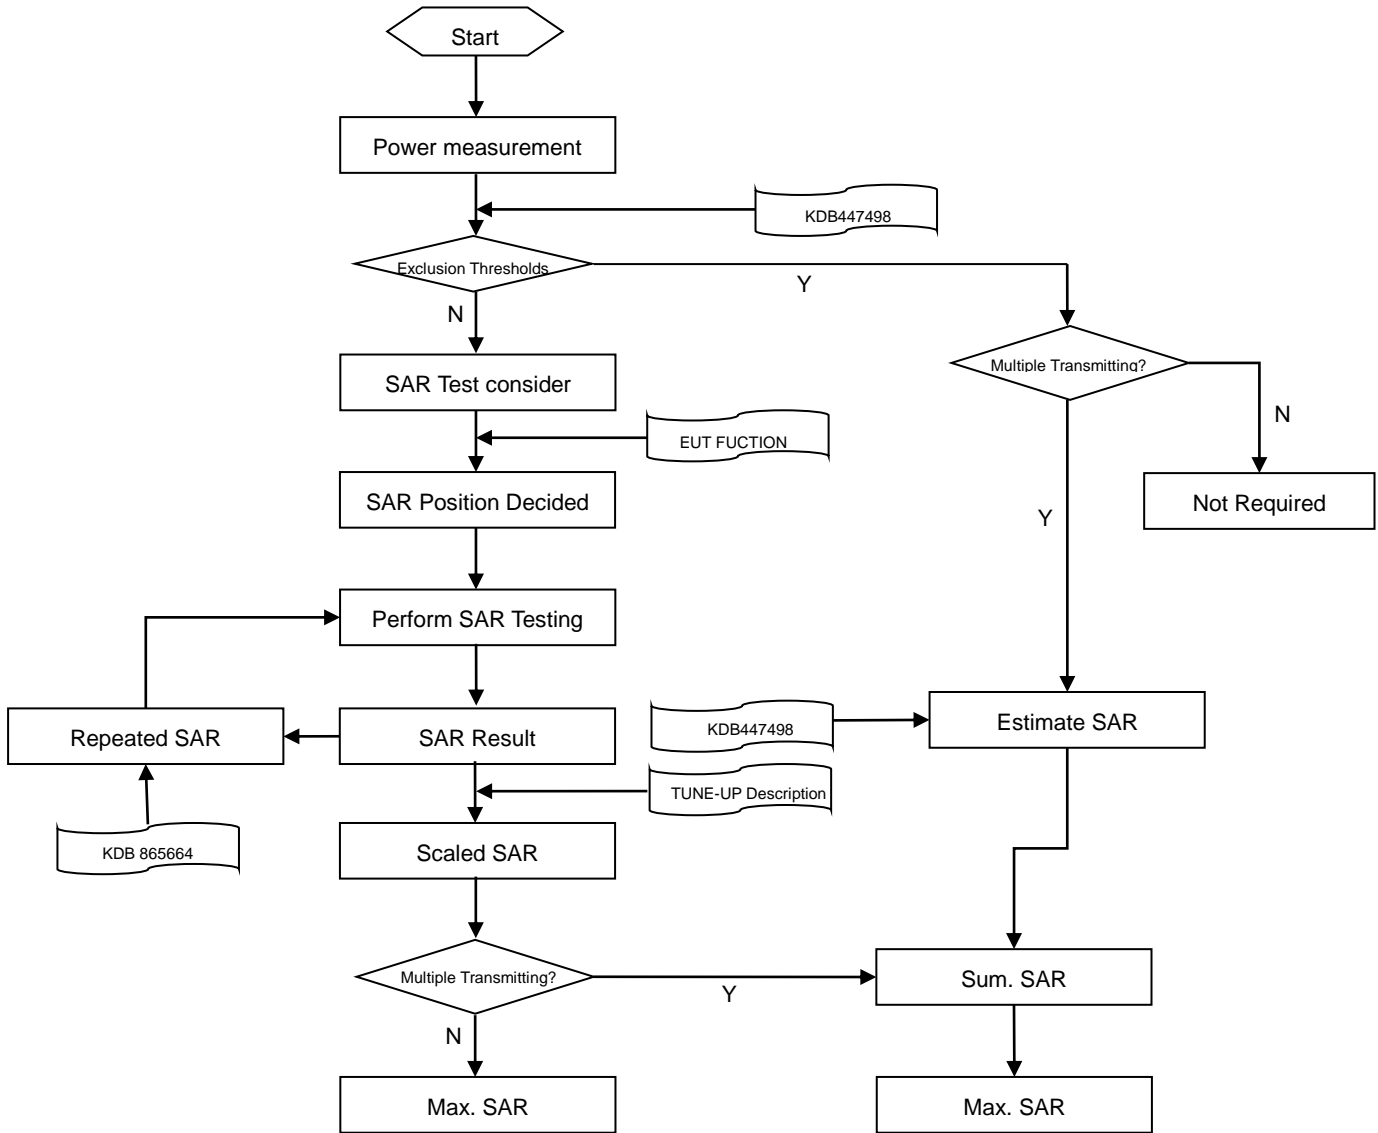 Start
Power measurement
KDB447498
Exclusion Thresholds
Y
N
Multiple Transmitting?
SAR Test consider
N
EUT FUCTION
SAR Position Decided
Not Required
Y
Perform SAR Testing
Repeated SAR
SAR Result
KDB447498
Estimate SAR
TUNE-UP Description
KDB 865664
Scaled SAR
Multiple Transmitting?
Y
Sum. SAR
N
Max. SAR
Max. SAR